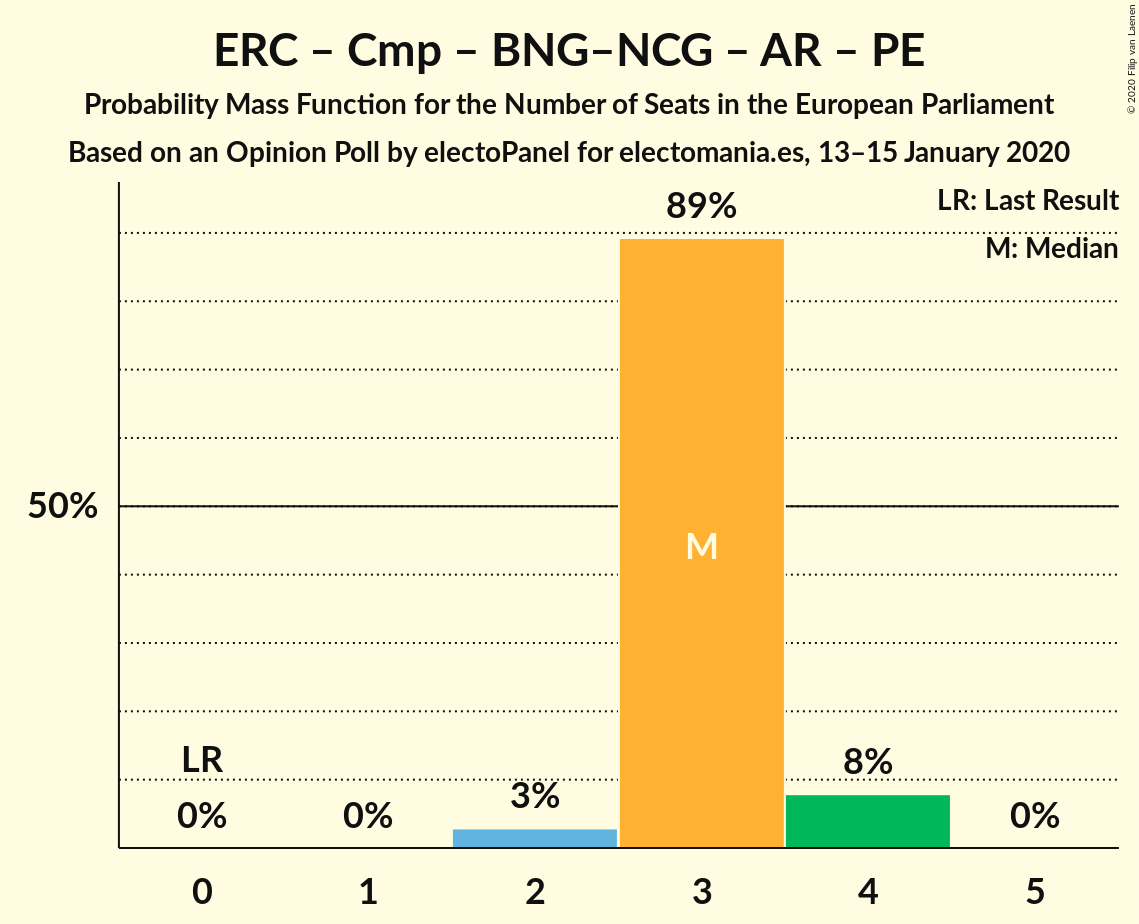 ERC – Cmp – BNG–NCG – AR – PE
Probability Mass Function for the Number of Seats in the European Parliament
Based on an Opinion Poll by electoPanel for electomania.es, 13–15 January 2020
© 2020 Filip van Laenen
LR: Last Result
M: Median
89%
50%
M
LR
0%
0%
3%
8%
0%
0
1
2
3
4
5